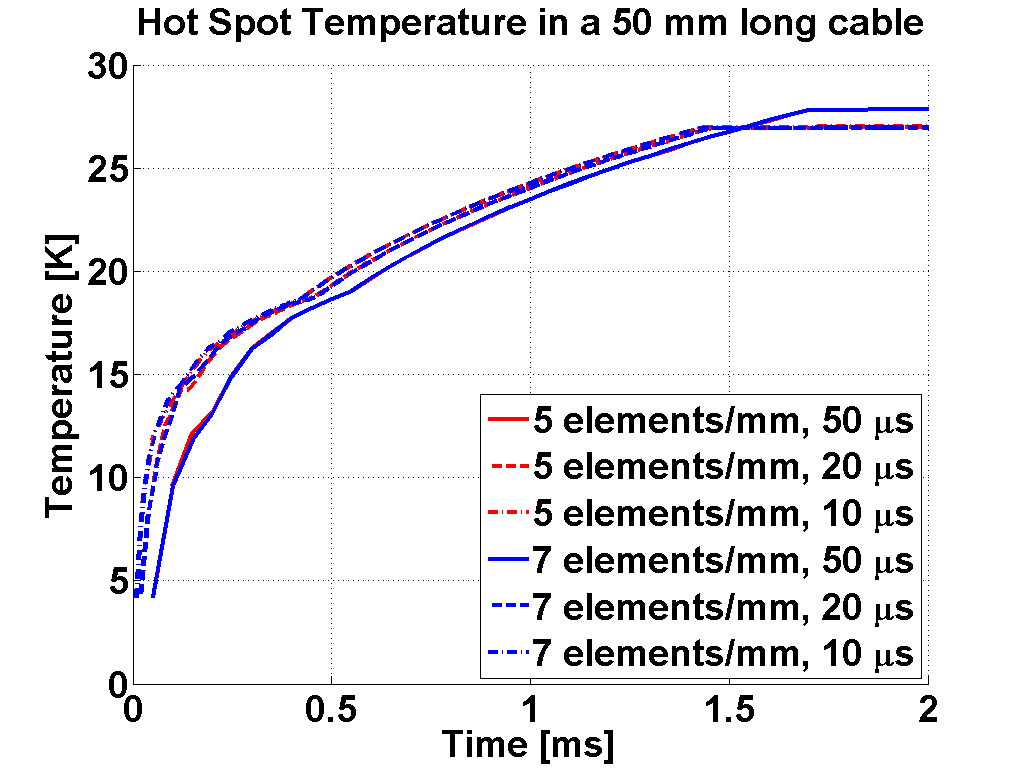 Hot Spot Temperature in a 50 mm long cable
30
25
20
15
10
5
0
Temperature [K]
5 elements/mm, 50 μs
5 elements/mm, 20 μs
5 elements/mm, 10 μs
7 elements/mm, 50 μs
7 elements/mm, 20 μs
7 elements/mm, 10 μs
0 0.5 1 1.5 2
Time [ms]